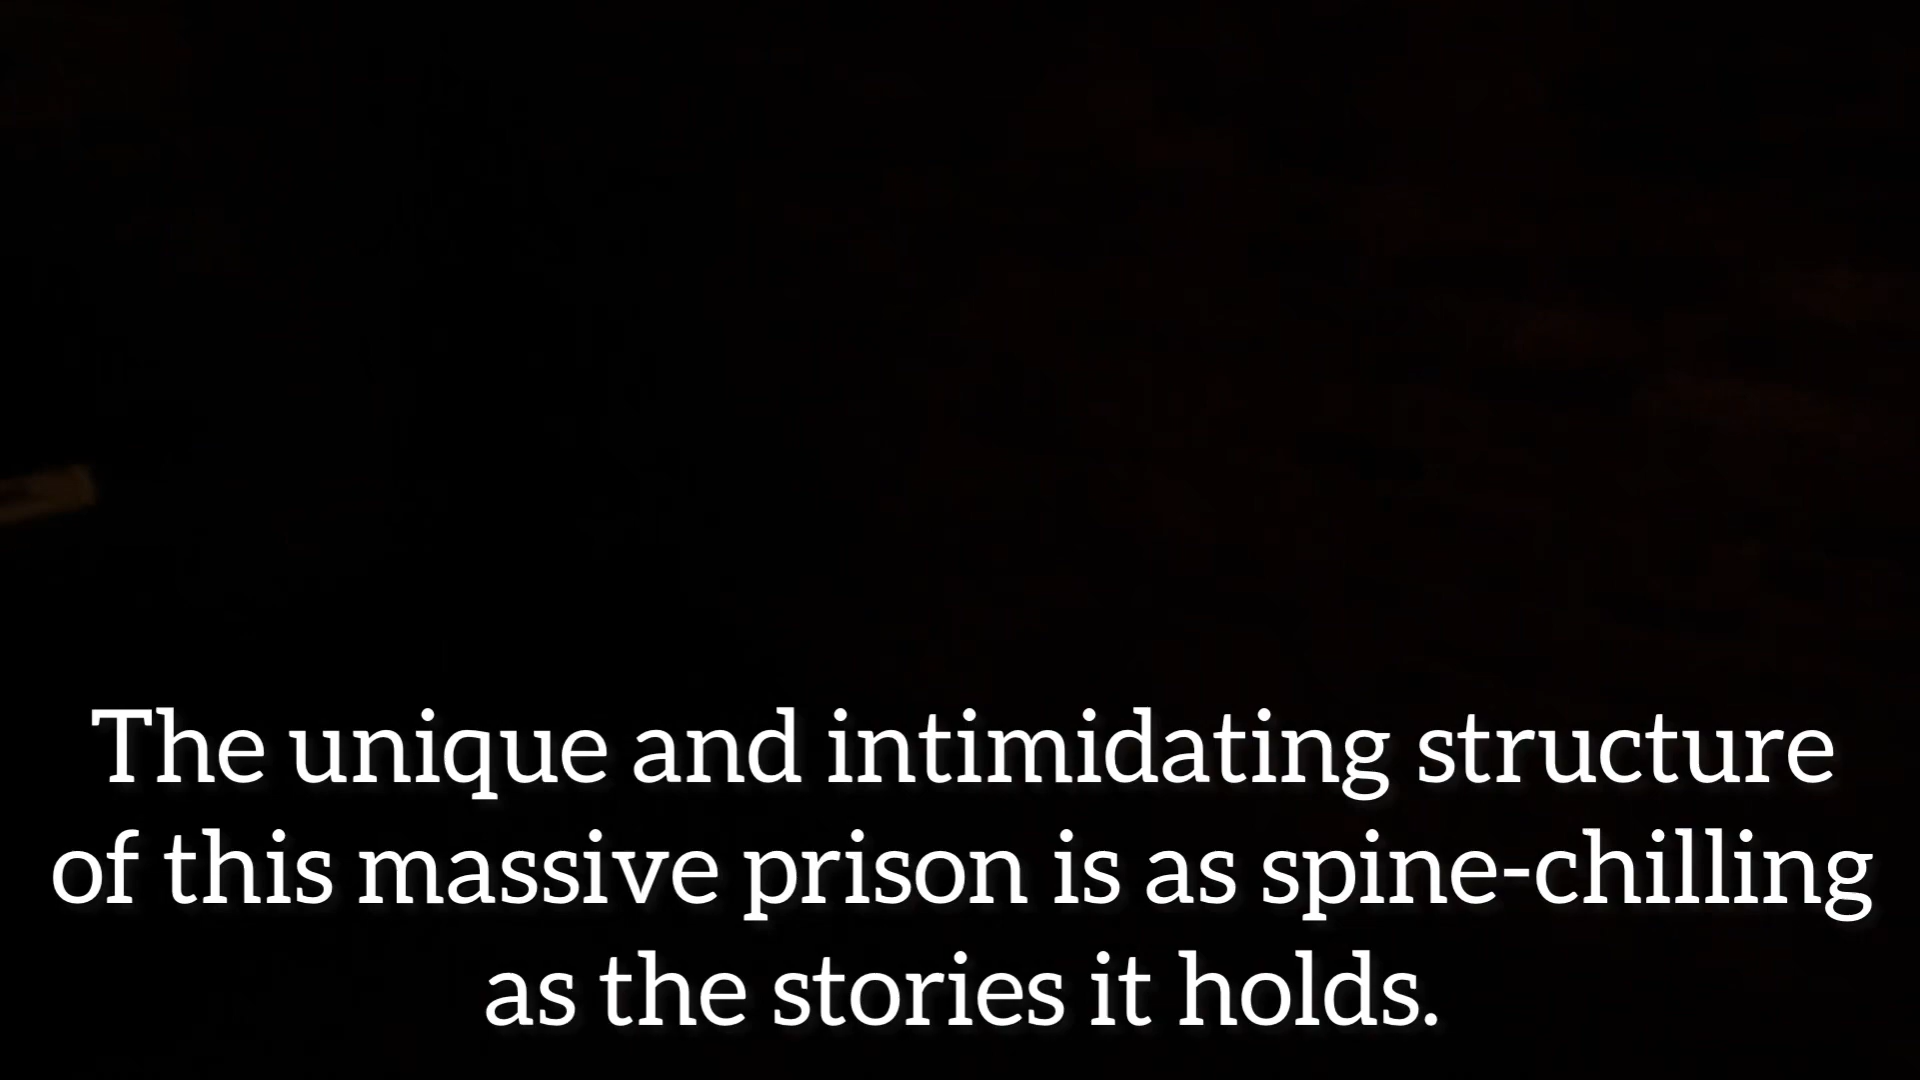 The unique and intimidating structure
of this massive prison is as spine-chilling
as the stories it holds.